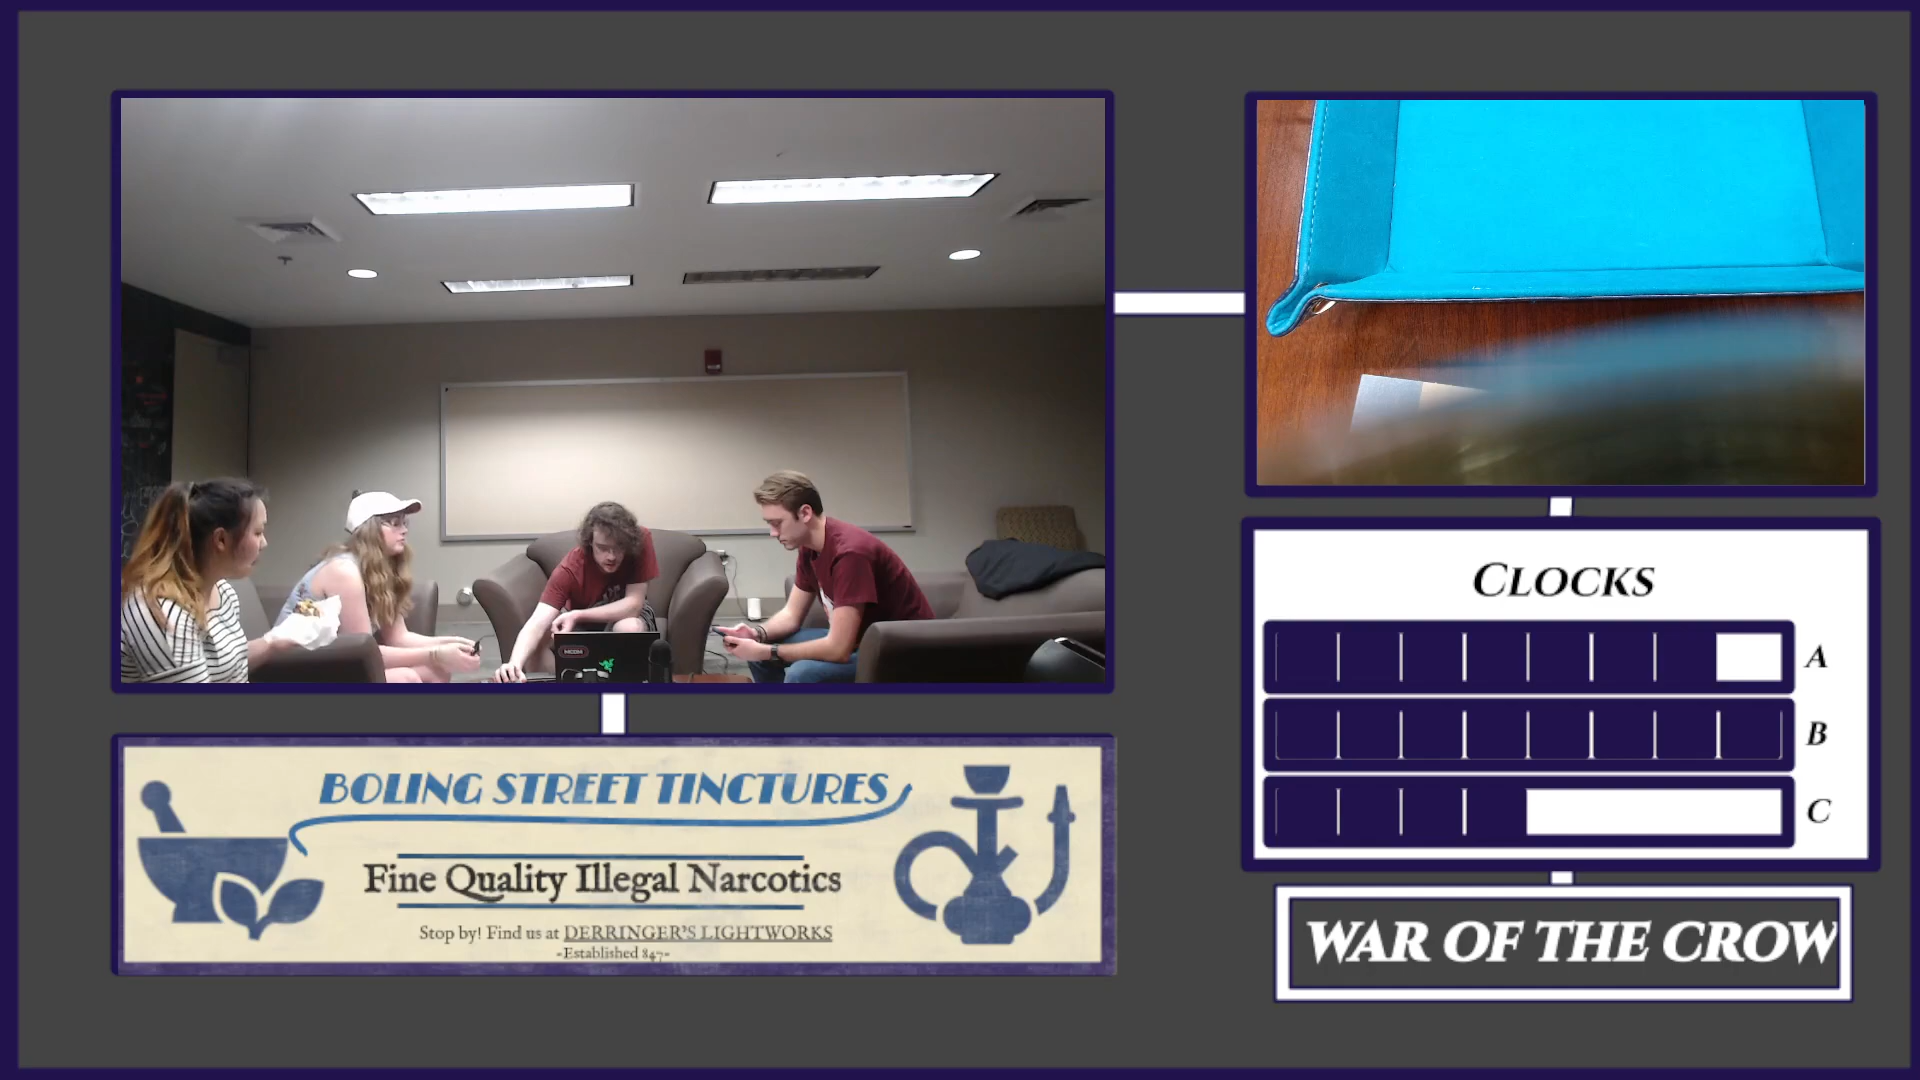 BOLING STREET TINCTURES
Fine Quality Illegal Narcotics
Stop by! Find us at DERRINGER'S LIGHTWORKS
-Established 847-
CLOCKS
A
B
C
WAR OF THE CROW